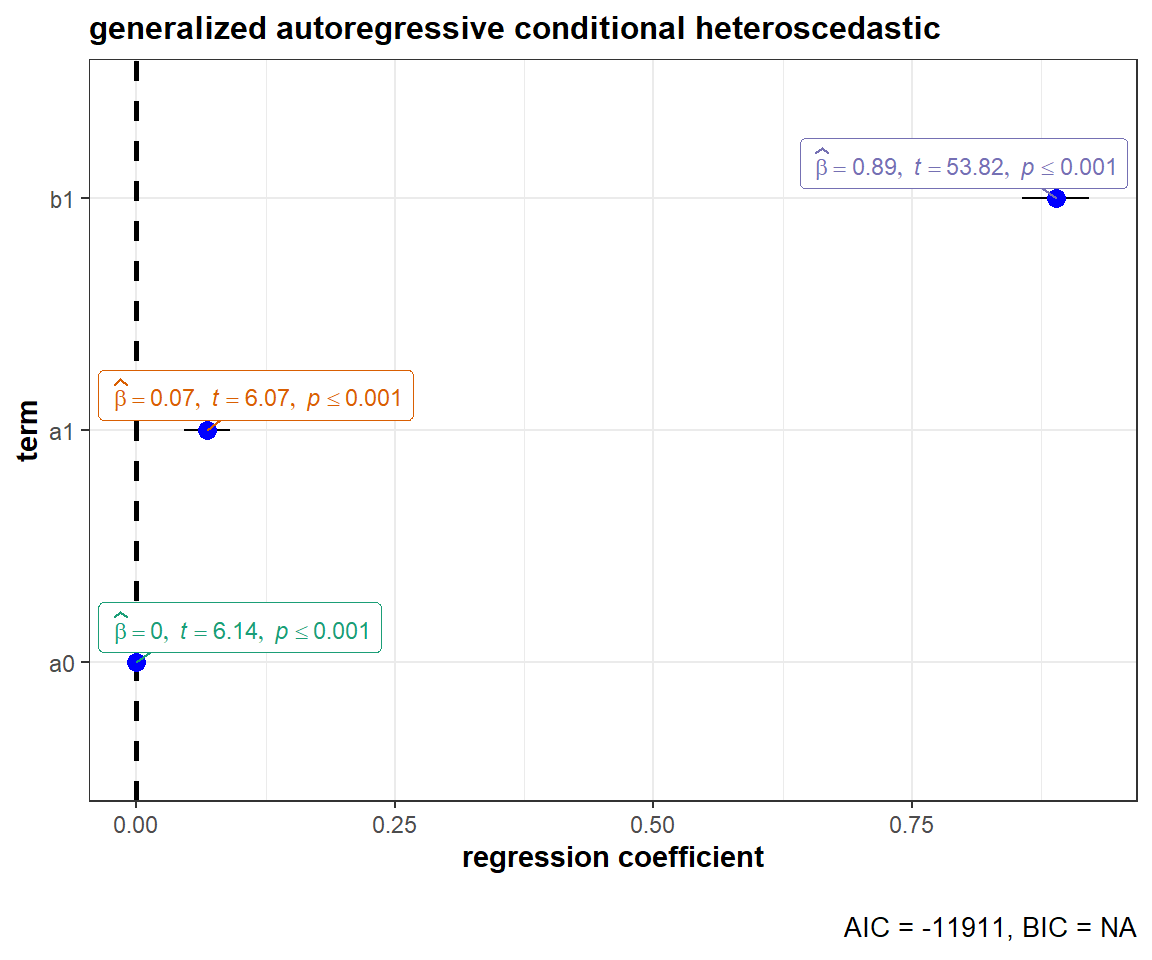 generalized autoregressive conditional heteroscedastic
b1
β̂ = 0.89, t = 53.82, p ≤ 0.001
a1
β̂ = 0.07, t = 6.07, p ≤ 0.001
term
a0
β̂ = 0, t = 6.14, p ≤ 0.001
0.00 0.25 0.50 0.75
regression coefficient
AIC = -11911, BIC = NA